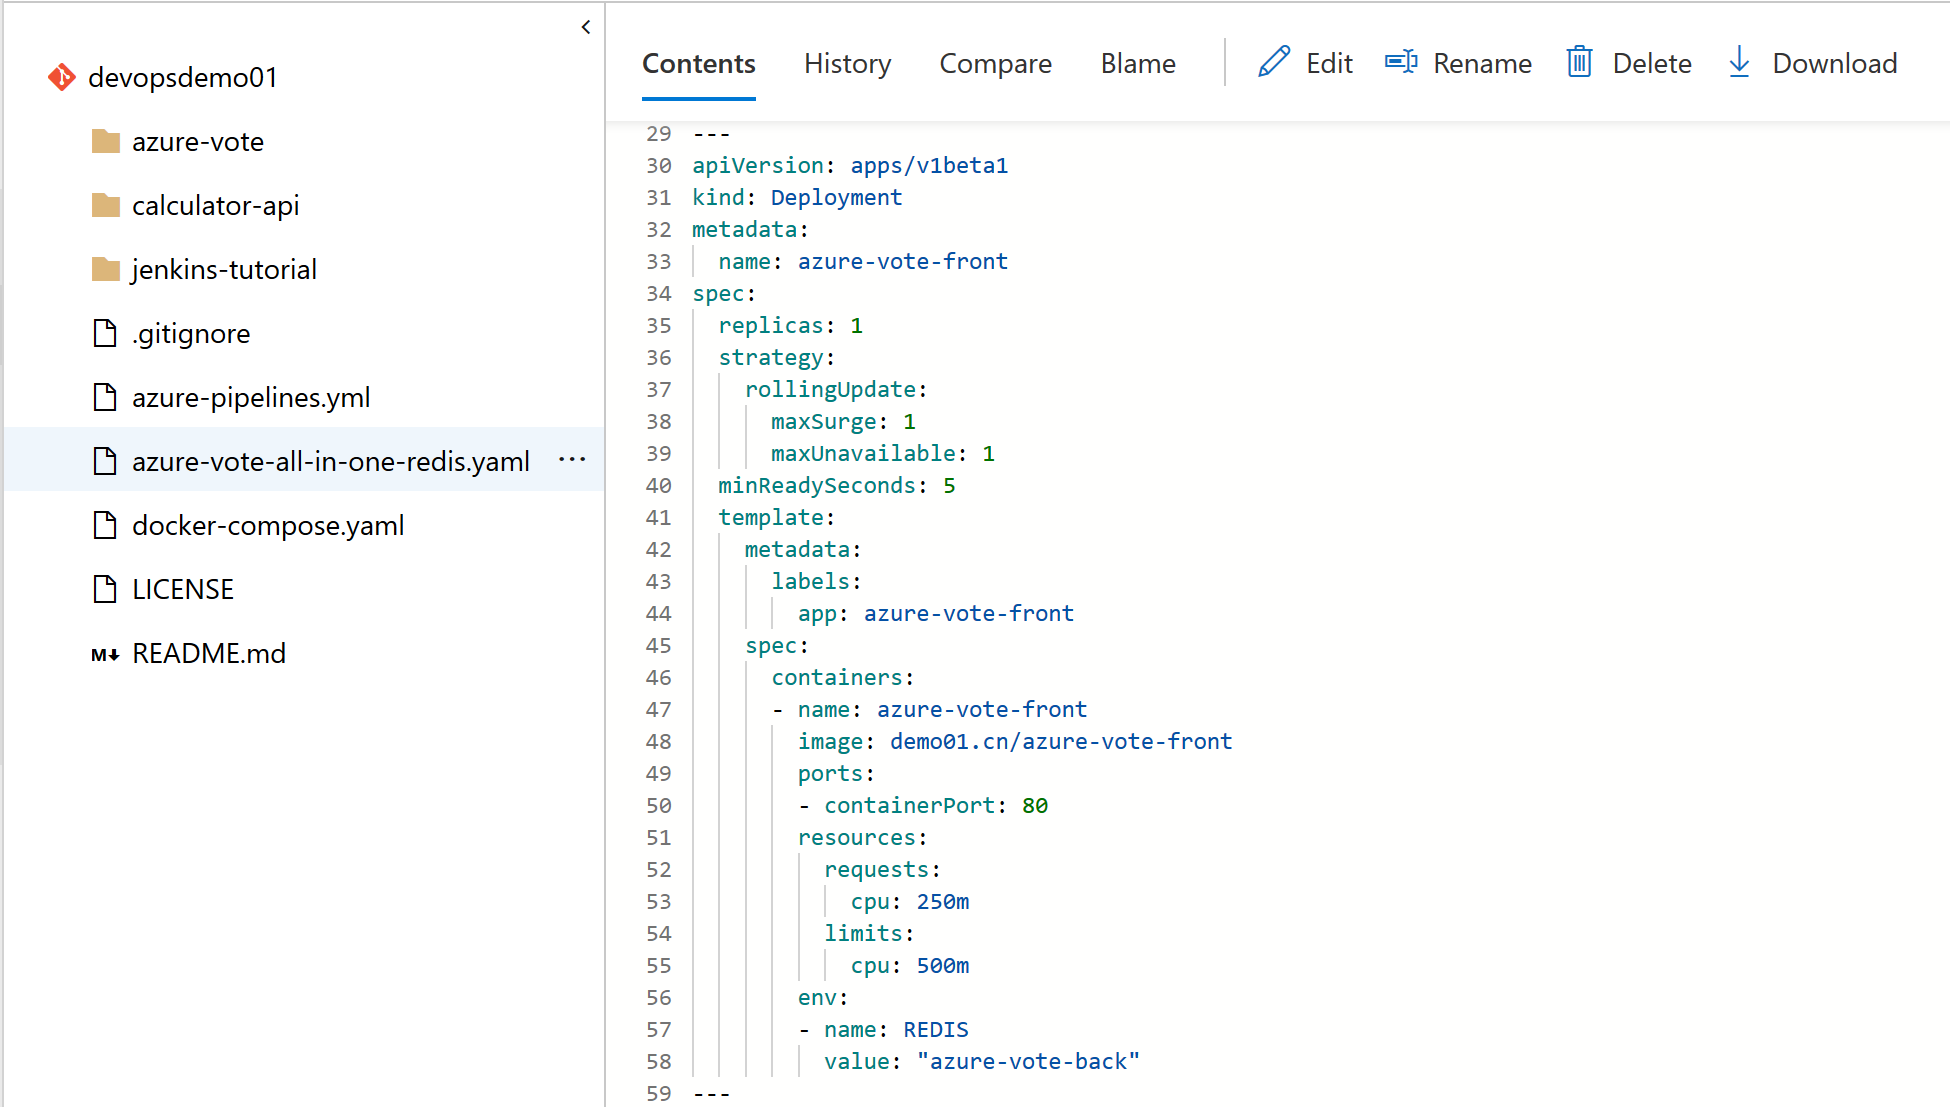 devopsdemo01
azure-vote
calculator-api
jenkins-tutorial
.gitignore
azure-pipelines.yml
azure-vote-all-in-one-redis.yaml ···
docker-compose.yaml
LICENSE
M↓ README.md
Contents History Compare Blame Edit Rename Delete Download
29 ---
30 apiVersion: apps/v1beta1
31 kind: Deployment
32 metadata:
33   name: azure-vote-front
34 spec:
35   replicas: 1
36   strategy:
37     rollingUpdate:
38       maxSurge: 1
39       maxUnavailable: 1
40   minReadySeconds: 5
41   template:
42     metadata:
43       labels:
44         app: azure-vote-front
45     spec:
46       containers:
47       - name: azure-vote-front
48         image: demo01.cn/azure-vote-front
49         ports:
50         - containerPort: 80
51         resources:
52           requests:
53             cpu: 250m
54           limits:
55             cpu: 500m
56         env:
57         - name: REDIS
58           value: "azure-vote-back"
59 ---